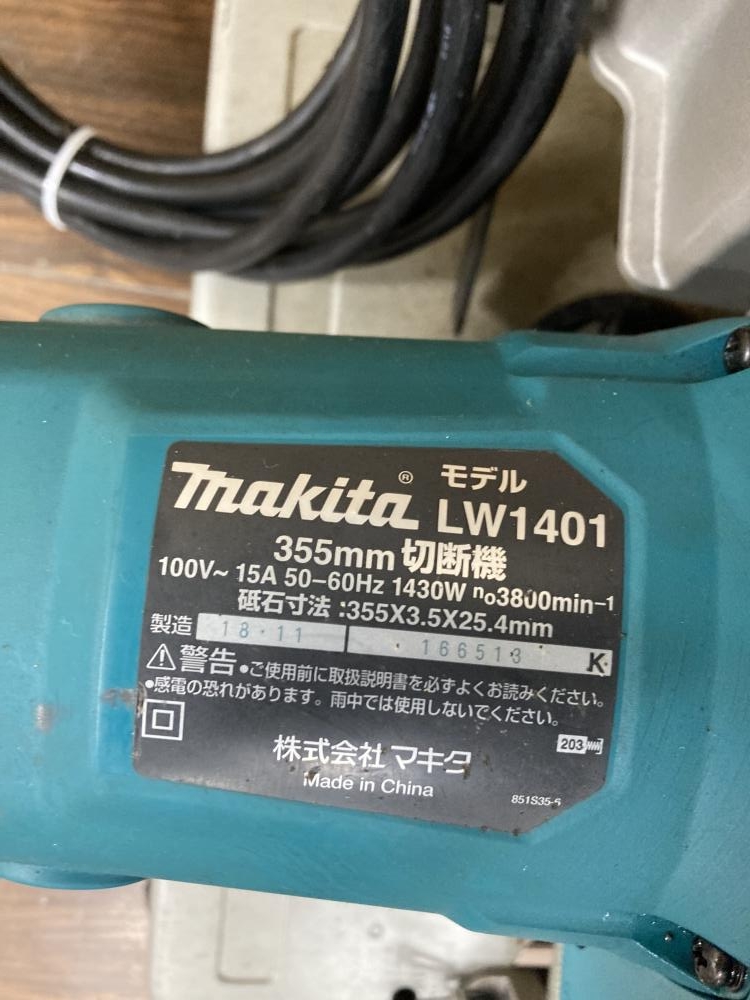 makita® モデル LW1401
355mm 切断機
100V~ 15A 50-60Hz 1430W no3800min-1
砥石寸法:355X3.5X25.4mm
製造 18・11 166513 K
⚠警告 ●ご使用前に取扱説明書を必ずよくお読みください。
●感電の恐れがあります。雨中では使用しないでください。
203
株式会社 マキタ
Made in China
851S35-5